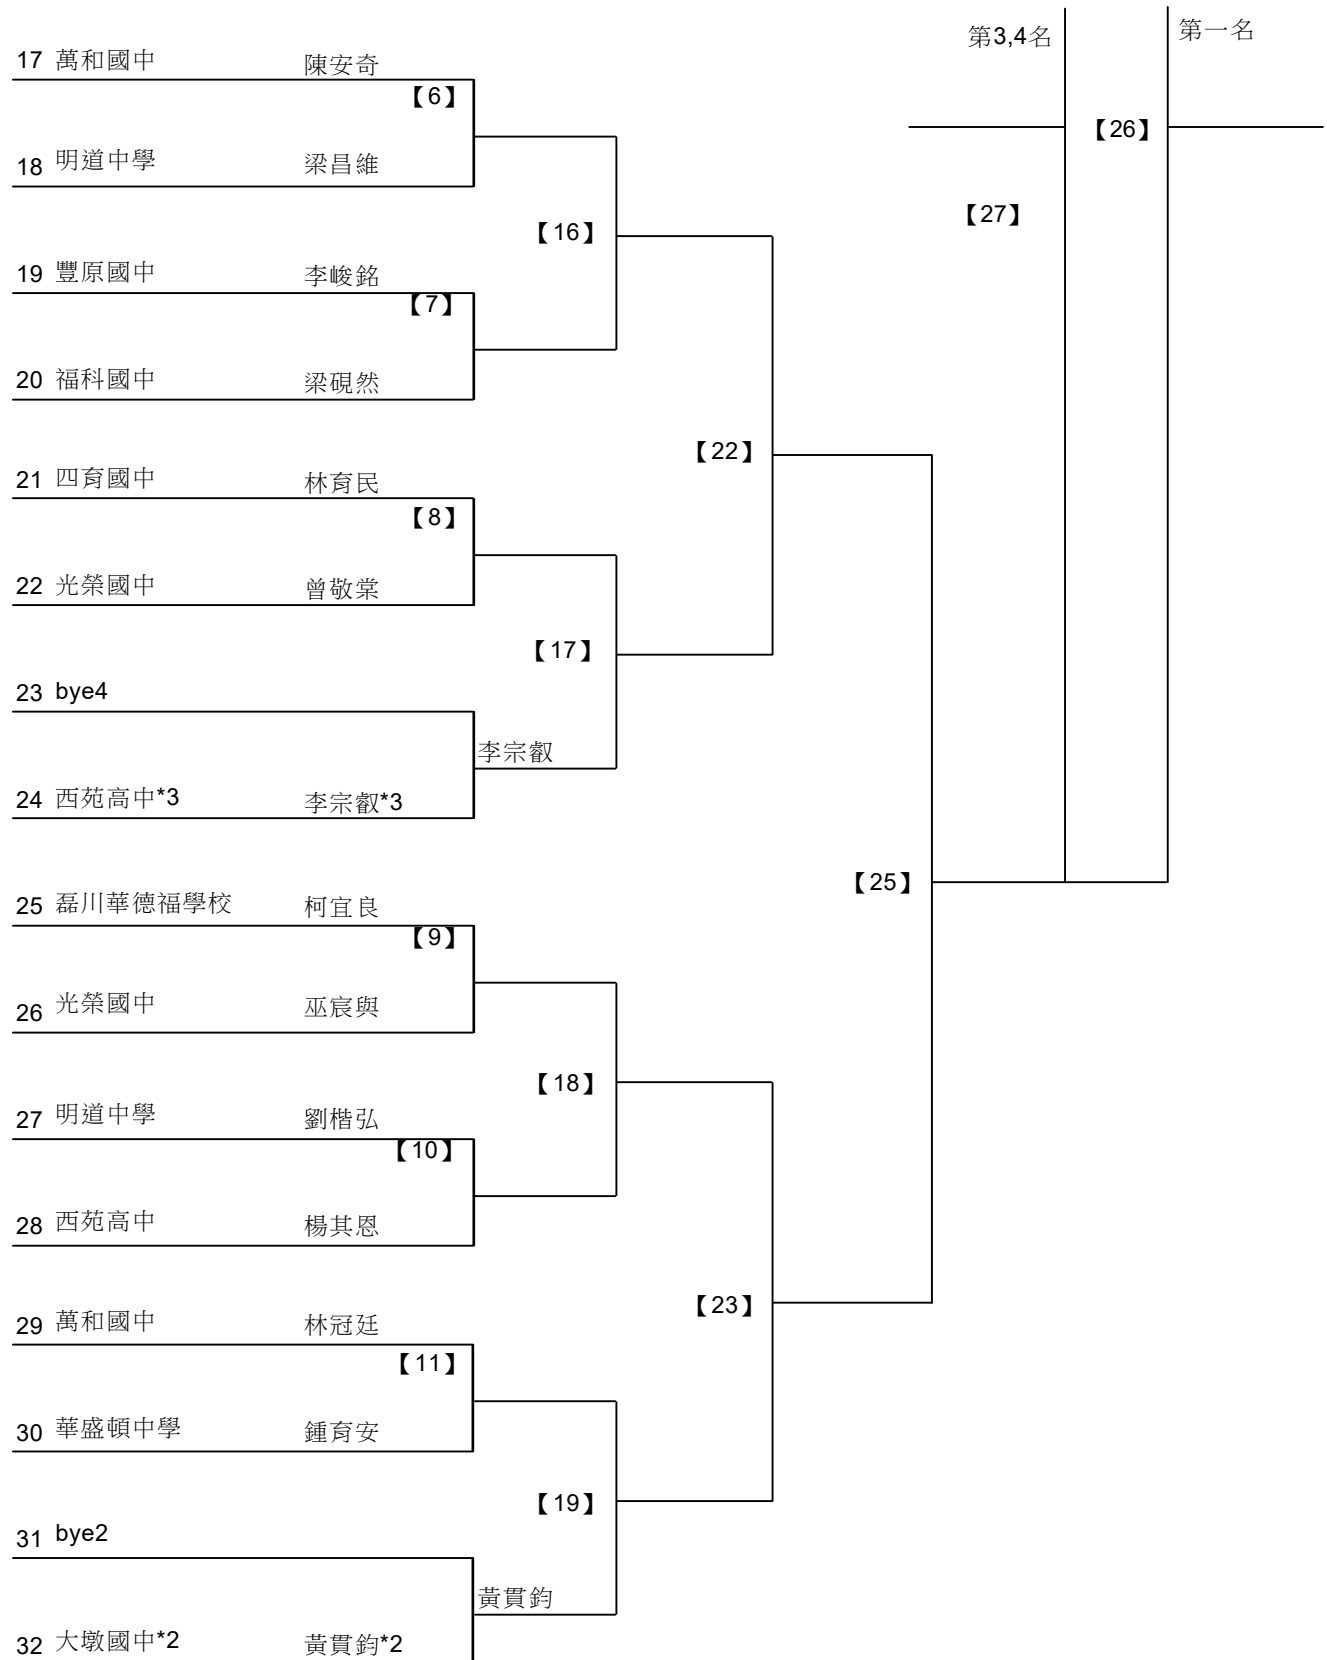 第3,4名 第一名
17 萬和國中 陳安奇
【6】
【26】
18 明道中學 梁昌維
【27】
【16】
19 豐原國中 李峻銘
【7】
20 福科國中 梁硯然
【22】
21 四育國中 林育民
【8】
22 光榮國中 曾敬棠
【17】
23 bye4
李宗叡
24 西苑高中*3 李宗叡*3
【25】
25 磊川華德福學校 柯宜良
【9】
26 光榮國中 巫宸與
【18】
27 明道中學 劉楷弘
【10】
28 西苑高中 楊其恩
【23】
29 萬和國中 林冠廷
【11】
30 華盛頓中學 鍾育安
【19】
31 bye2
黃貫鈞
32 大墩國中*2 黃貫鈞*2